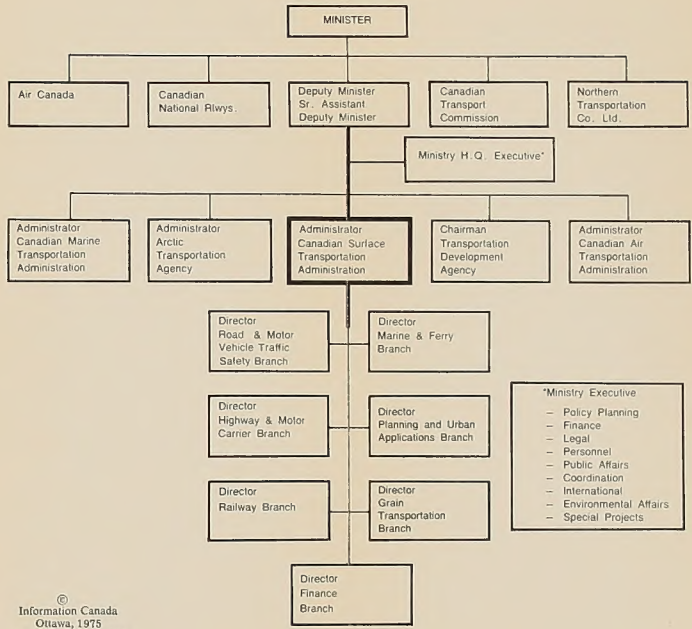 MINISTER
Air Canada
Canadian
National Rlwys.
Deputy Minister
Sr. Assistant
Deputy Minister
Canadian
Transport
Commission
Northern
Transportation
Co. Ltd.
Ministry H.Q. Executive*
Administrator
Canadian Marine
Transportation
Administration
Administrator
Arctic
Transportation
Agency
Administrator
Canadian Surface
Transportation
Administration
Chairman
Transportation
Development
Agency
Administrator
Canadian Air
Transportation
Administration
Director
Road & Motor
Vehicle Traffic
Safety Branch
Director
Marine & Ferry
Branch
Director
Highway & Motor
Carrier Branch
Director
Planning and Urban
Applications Branch
Director
Railway Branch
Director
Grain
Transportation
Branch
Director
Finance
Branch
*Ministry Executive
– Policy Planning
– Finance
– Legal
– Personnel
– Public Affairs
– Coordination
– International
– Environmental Affairs
– Special Projects
©
Information Canada
Ottawa, 1975